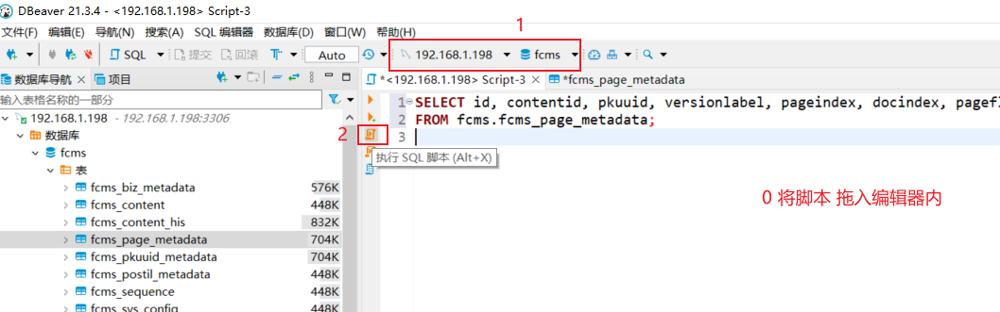 DBeaver 21.3.4 - <192.168.1.198> Script-3
1
文件(F) 编辑(E) 导航(N) 搜索(A) SQL 编辑器 数据库(D) 窗口(W) 帮助(H)
SQL 提交 回滚 Auto 192.168.1.198 fcms
数据库导航 项目
*<192.168.1.198> Script-3 *fcms_page_metadata
输入表格名称的一部分
192.168.1.198 - 192.168.1.198:3306
数据库
fcms
表
fcms_biz_metadata 576K
fcms_content 448K
fcms_content_his 832K
fcms_page_metadata 704K
fcms_pkuuid_metadata 704K
fcms_postil_metadata 448K
fcms_sequence 448K
fcms_sys_config 448K
1 SELECT id, contentid, pkuuid, versionlabel, pageindex, docindex, pagefl
2 FROM fcms.fcms_page_metadata;
3
2
执行 SQL 脚本 (Alt+X)
0 将脚本 拖入编辑器内